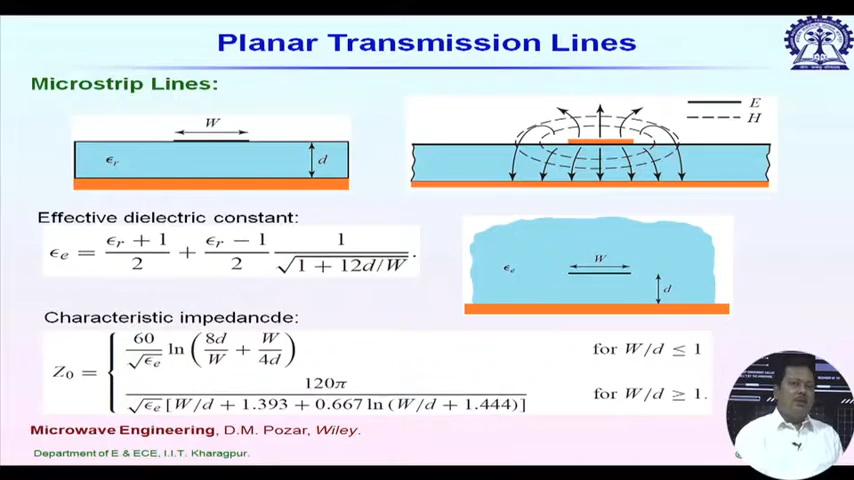 Planar Transmission Lines
Microstrip Lines:
W
ϵr
d
E
H
Effective dielectric constant:
ϵe = (ϵr + 1)/2 + (ϵr − 1)/2 1/√(1 + 12d/W).
W
ϵe
d
Characteristic impedancde:
Z0 = { 60/√ϵe ln (8d/W + W/4d) for W/d ≤ 1
120π/(√ϵe [W/d + 1.393 + 0.667 ln (W/d + 1.444)]) for W/d ≥ 1.
Microwave Engineering, D.M. Pozar, Wiley.
Department of E & ECE, I.I.T. Kharagpur.